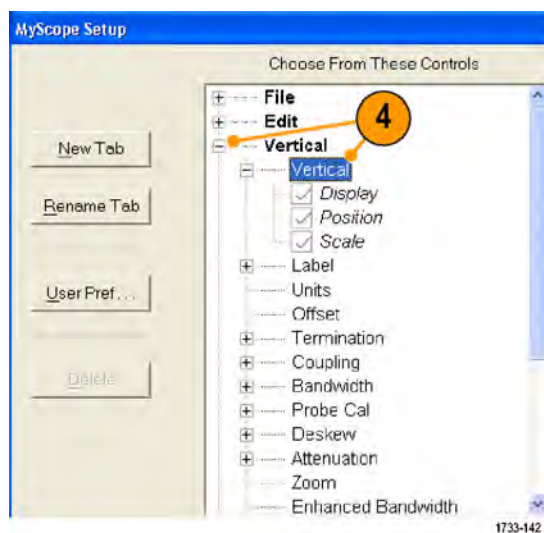 MyScope Setup
Choose From These Controls
File
Edit
4
Vertical
Vertical
Display
Position
Scale
Label
Units
Offset
Termination
Coupling
Bandwidth
Probe Cal
Deskew
Attenuation
Zoom
Enhanced Bandwidth
New Tab
Rename Tab
User Pref...
Delete
1733-142